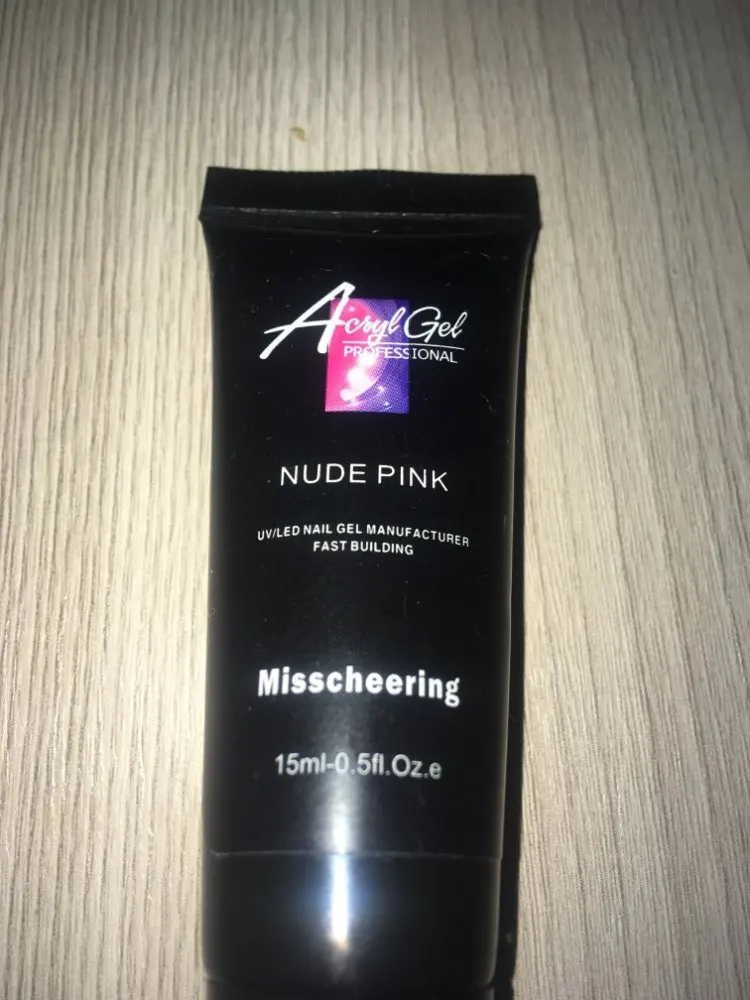 Acryl Gel
PROFESSIONAL
NUDE PINK
UV/LED NAIL GEL MANUFACTURER
FAST BUILDING
Misscheering
15ml-0.5fl.Oz.e